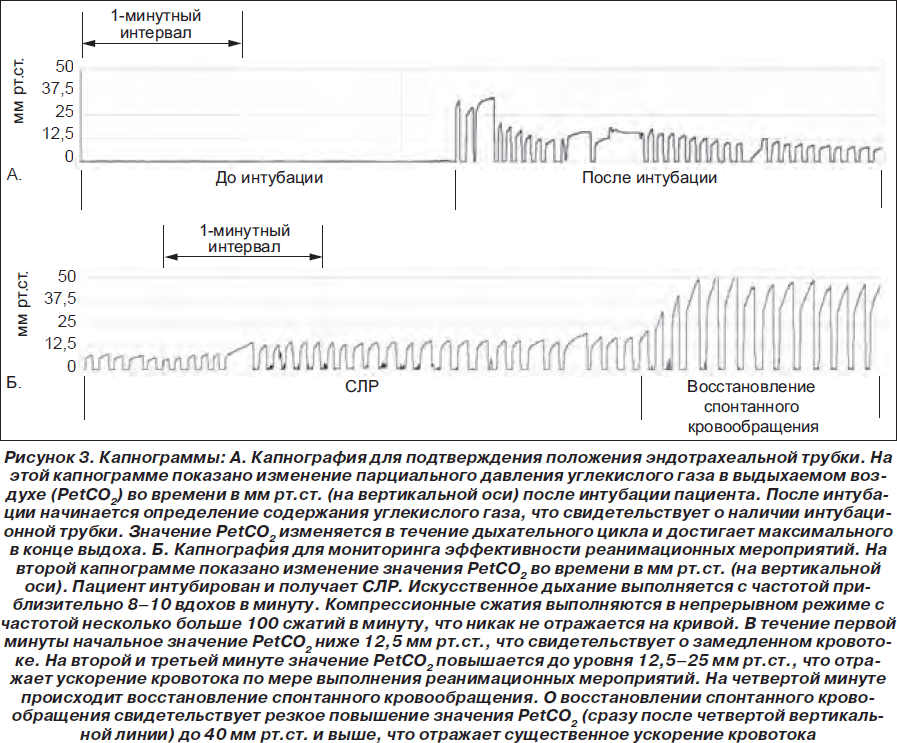 1-минутный
интервал
мм рт.ст.
50
37,5
25
12,5
0
А.
До интубации
После интубации
1-минутный
интервал
мм рт.ст.
50
37,5
25
12,5
0
Б.
СЛР
Восстановление
спонтанного
кровообращения
Рисунок 3. Капнограммы: А. Капнография для подтверждения положения эндотрахеальной трубки. На
этой капнограмме показано изменение парциального давления углекислого газа в выдыхаемом воз-
духе (PetCO2) во времени в мм рт.ст. (на вертикальной оси) после интубации пациента. После интуба-
ции начинается определение содержания углекислого газа, что свидетельствует о наличии интубаци-
онной трубки. Значение PetCO2 изменяется в течение дыхательного цикла и достигает максимального
в конце выдоха. Б. Капнография для мониторинга эффективности реанимационных мероприятий. На
второй капнограмме показано изменение значения PetCO2 во времени в мм рт.ст. (на вертикальной
оси). Пациент интубирован и получает СЛР. Искусственное дыхание выполняется с частотой при-
близительно 8–10 вдохов в минуту. Компрессионные сжатия выполняются в непрерывном режиме с
частотой несколько больше 100 сжатий в минуту, что никак не отражается на кривой. В течение первой
минуты начальное значение PetCO2 ниже 12,5 мм рт.ст., что свидетельствует о замедленном кровото-
ке. На второй и третьей минуте значение PetCO2 повышается до уровня 12,5–25 мм рт.ст., что отра-
жает ускорение кровотока по мере выполнения реанимационных мероприятий. На четвертой минуте
происходит восстановление спонтанного кровообращения. О восстановлении спонтанного крово-
обращения свидетельствует резкое повышение значения PetCO2 (сразу после четвертой вертикаль-
ной линии) до 40 мм рт.ст. и выше, что отражает существенное ускорение кровотока